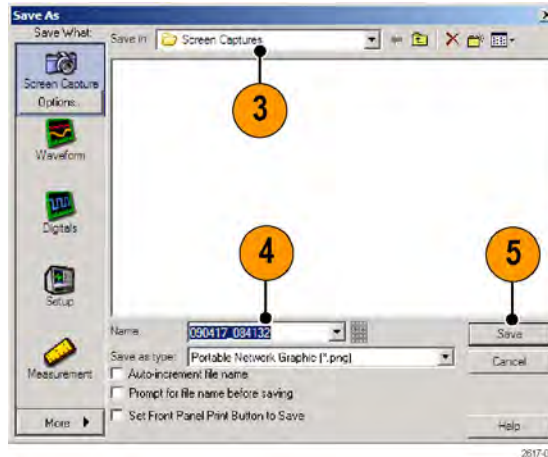 Save As
Save What:
Save in: Screen Captures
Screen Capture
Options...
Waveform
Digitals
Setup
Measurement
More
3
4
5
Name: 090417_084132
Save as type: Portable Network Graphic (*.png)
Auto-increment file name
Prompt for file name before saving
Set Front Panel Print Button to Save
Save
Cancel
Help